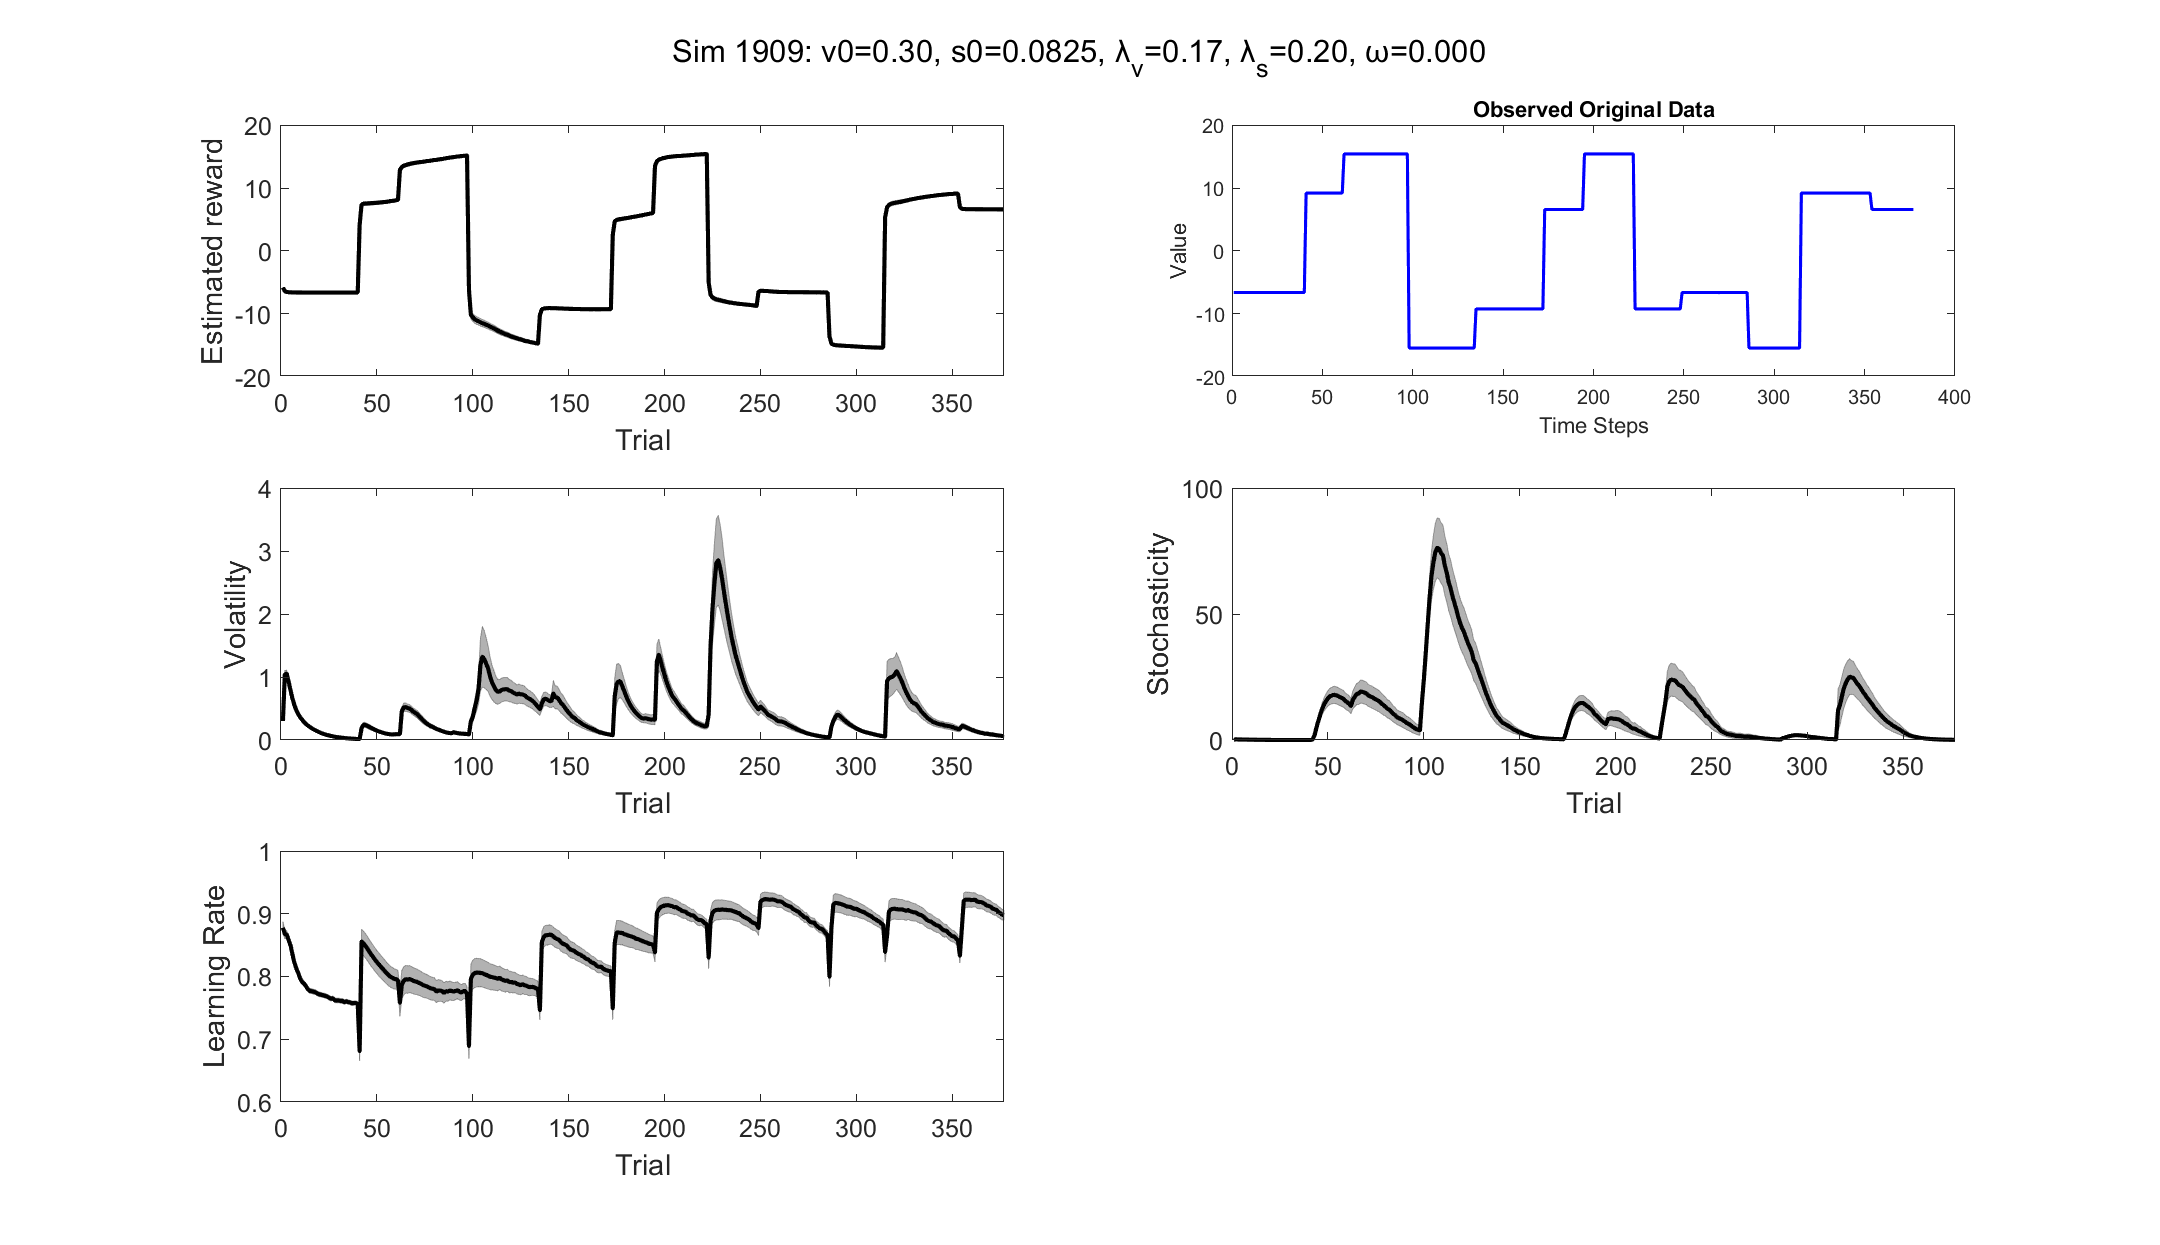 Sim 1909: v0=0.30, s0=0.0825, λv=0.17, λs=0.20, ω=0.000
Estimated reward
20
10
0
-10
-20
0 50 100 150 200 250 300 350
Trial
Observed Original Data
Value
20
10
0
-10
-20
0 50 100 150 200 250 300 350 400
Time Steps
Volatility
4
3
2
1
0
0 50 100 150 200 250 300 350
Trial
Stochasticity
100
50
0
0 50 100 150 200 250 300 350
Trial
Learning Rate
1
0.9
0.8
0.7
0.6
0 50 100 150 200 250 300 350
Trial